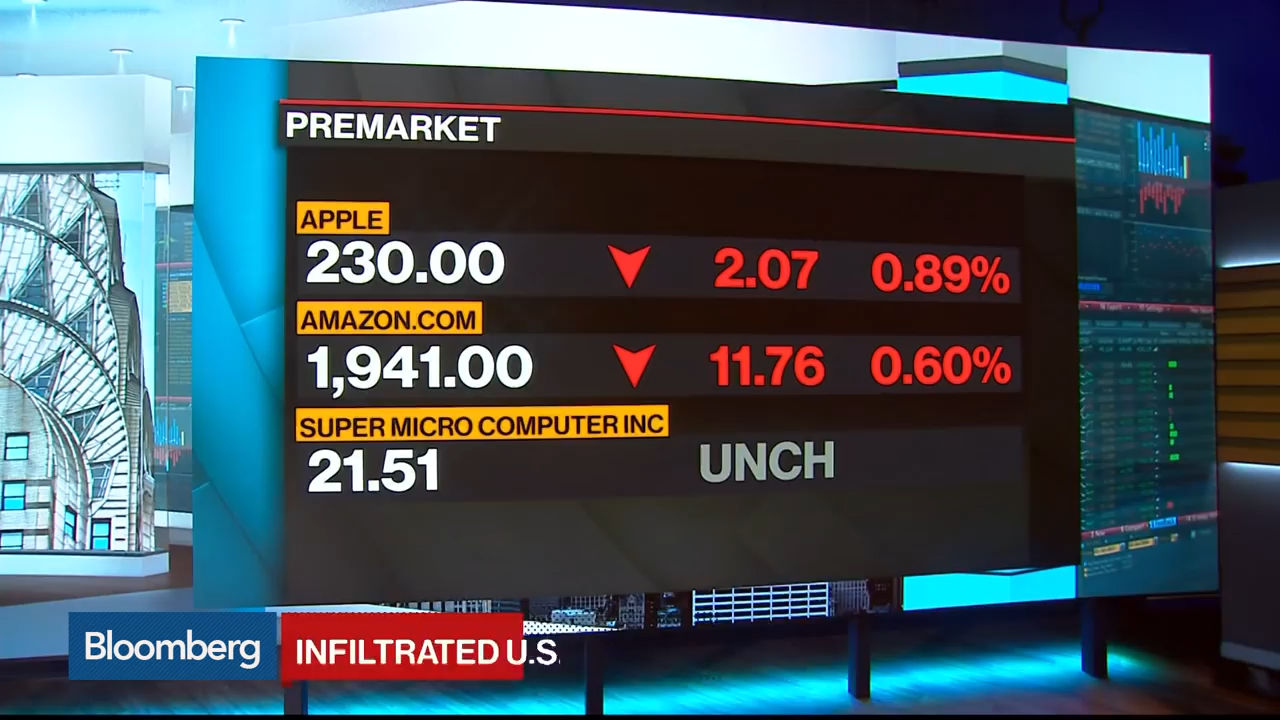 PREMARKET
APPLE
230.00 2.07 0.89%
AMAZON.COM
1,941.00 11.76 0.60%
SUPER MICRO COMPUTER INC
21.51 UNCH
Bloomberg INFILTRATED U.S.